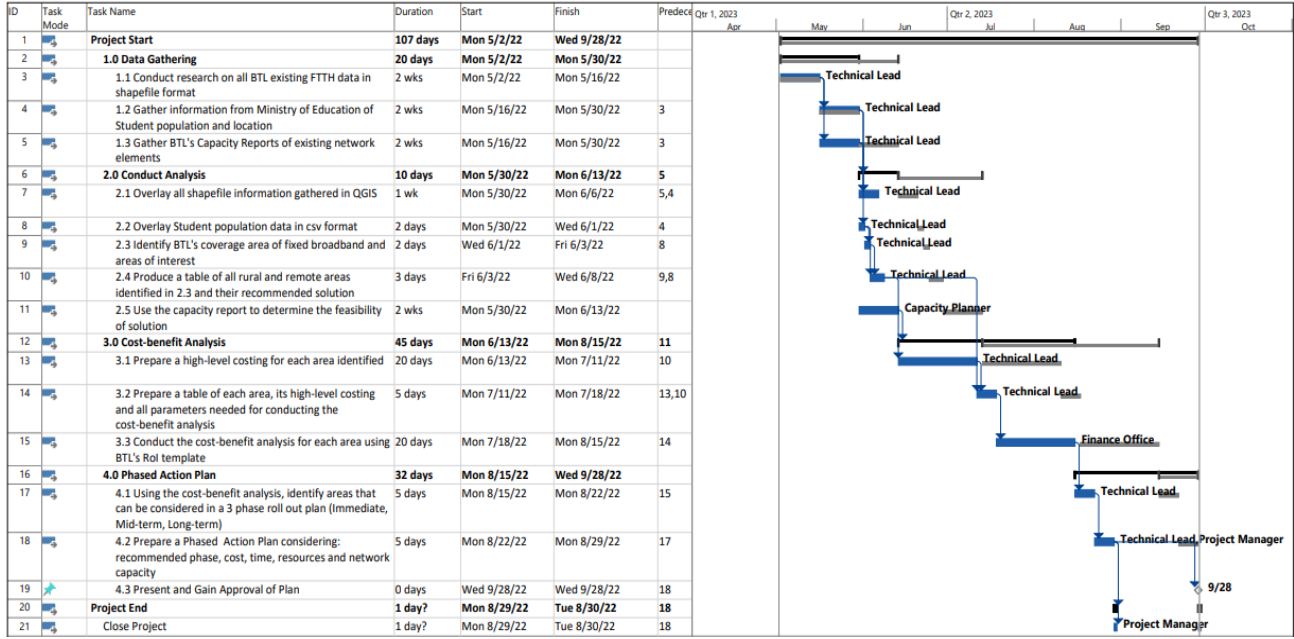 ID Task Mode Task Name Duration Start Finish Predece Qtr 1, 2023 Qtr 2, 2023 Qtr 3, 2023
Apr May Jun Jul Aug Sep Oct
1 Project Start 107 days Mon 5/2/22 Wed 9/28/22
2 1.0 Data Gathering 20 days Mon 5/2/22 Mon 5/30/22
3 1.1 Conduct research on all BTL existing FTTH data in 2 wks Mon 5/2/22 Mon 5/16/22 Technical Lead
shapefile format
4 1.2 Gather information from Ministry of Education of 2 wks Mon 5/16/22 Mon 5/30/22 3 Technical Lead
Student population and location
5 1.3 Gather BTL's Capacity Reports of existing network 2 wks Mon 5/16/22 Mon 5/30/22 3 Technical Lead
elements
6 2.0 Conduct Analysis 10 days Mon 5/30/22 Mon 6/13/22 5
7 2.1 Overlay all shapefile information gathered in QGIS 1 wk Mon 5/30/22 Mon 6/6/22 5,4 Technical Lead
8 2.2 Overlay Student population data in csv format 2 days Mon 5/30/22 Wed 6/1/22 4 Technical Lead
9 2.3 Identify BTL's coverage area of fixed broadband and 2 days Wed 6/1/22 Fri 6/3/22 8 Technical Lead
areas of interest
10 2.4 Produce a table of all rural and remote areas 3 days Fri 6/3/22 Wed 6/8/22 9,8 Technical Lead
identified in 2.3 and their recommended solution
11 2.5 Use the capacity report to determine the feasibility 2 wks Mon 5/30/22 Mon 6/13/22 Capacity Planner
of solution
12 3.0 Cost-benefit Analysis 45 days Mon 6/13/22 Mon 8/15/22 11
13 3.1 Prepare a high-level costing for each area identified 20 days Mon 6/13/22 Mon 7/11/22 10 Technical Lead
14 3.2 Prepare a table of each area, its high-level costing 5 days Mon 7/11/22 Mon 7/18/22 13,10 Technical Lead
and all parameters needed for conducting the
cost-benefit analysis
15 3.3 Conduct the cost-benefit analysis for each area using 20 days Mon 7/18/22 Mon 8/15/22 14 Finance Office
BTL's RoI template
16 4.0 Phased Action Plan 32 days Mon 8/15/22 Wed 9/28/22
17 4.1 Using the cost-benefit analysis, identify areas that 5 days Mon 8/15/22 Mon 8/22/22 15 Technical Lead
can be considered in a 3 phase roll out plan (Immediate,
Mid-term, Long-term)
18 4.2 Prepare a Phased Action Plan considering: 5 days Mon 8/22/22 Mon 8/29/22 17 Technical Lead,Project Manager
recommended phase, cost, time, resources and network
capacity
19 4.3 Present and Gain Approval of Plan 0 days Wed 9/28/22 Wed 9/28/22 18 9/28
20 Project End 1 day? Mon 8/29/22 Tue 8/30/22 18
21 Close Project 1 day? Mon 8/29/22 Tue 8/30/22 18 Project Manager